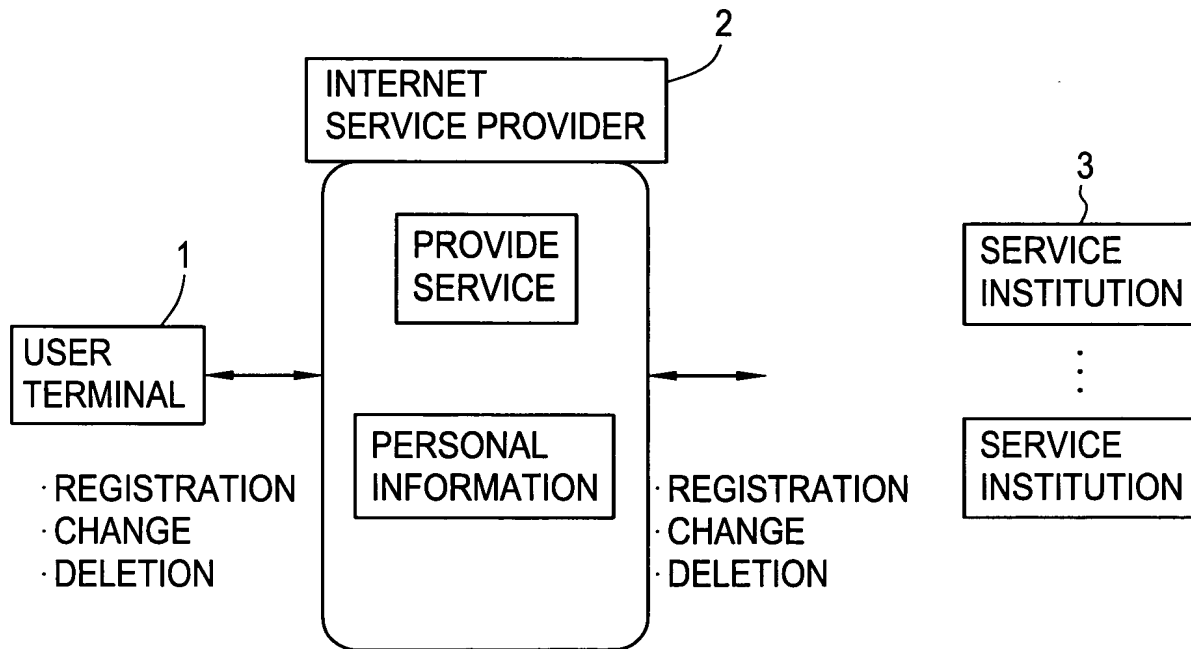 2
INTERNET
SERVICE PROVIDER
3
PROVIDE
SERVICE
SERVICE
INSTITUTION
1
USER
TERMINAL
PERSONAL
INFORMATION
SERVICE
INSTITUTION
· REGISTRATION
· CHANGE
· DELETION
· REGISTRATION
· CHANGE
· DELETION